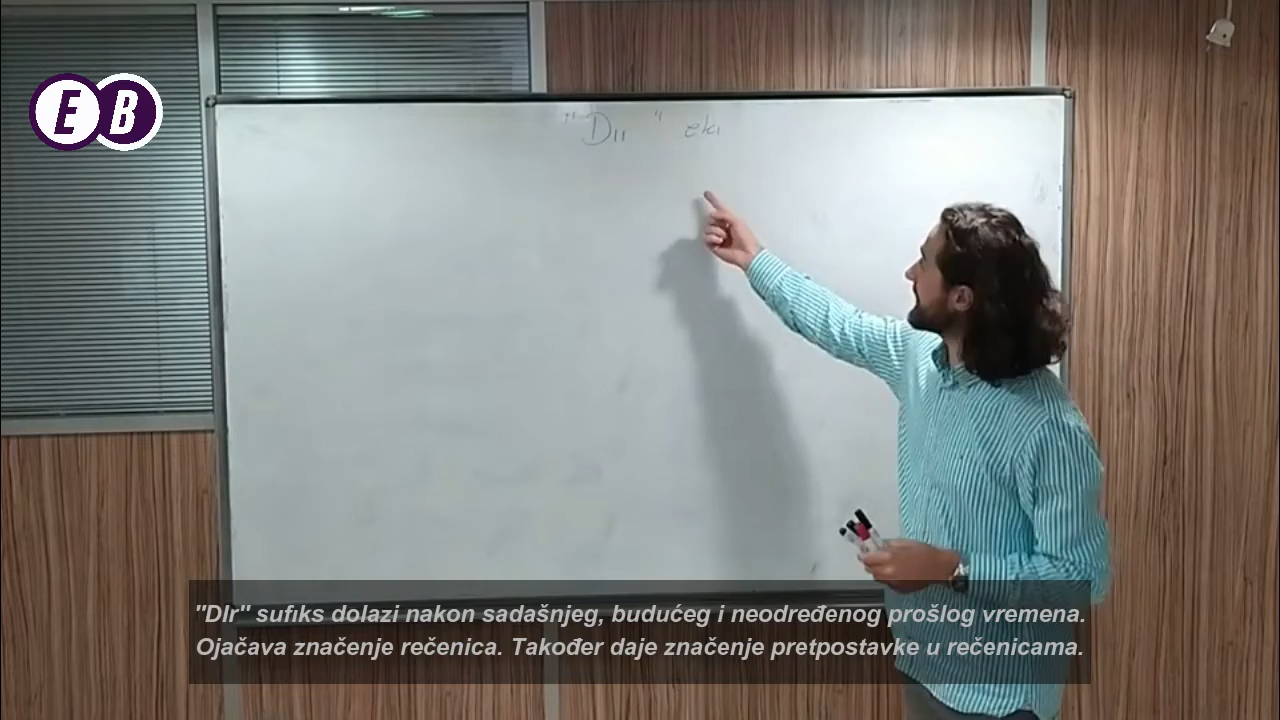 EB
"DIr" eki
"DIr" sufiks dolazi nakon sadašnjeg, budućeg i neodređenog prošlog vremena.
Ojačava značenje rečenica. Također daje značenje pretpostavke u rečenicama.